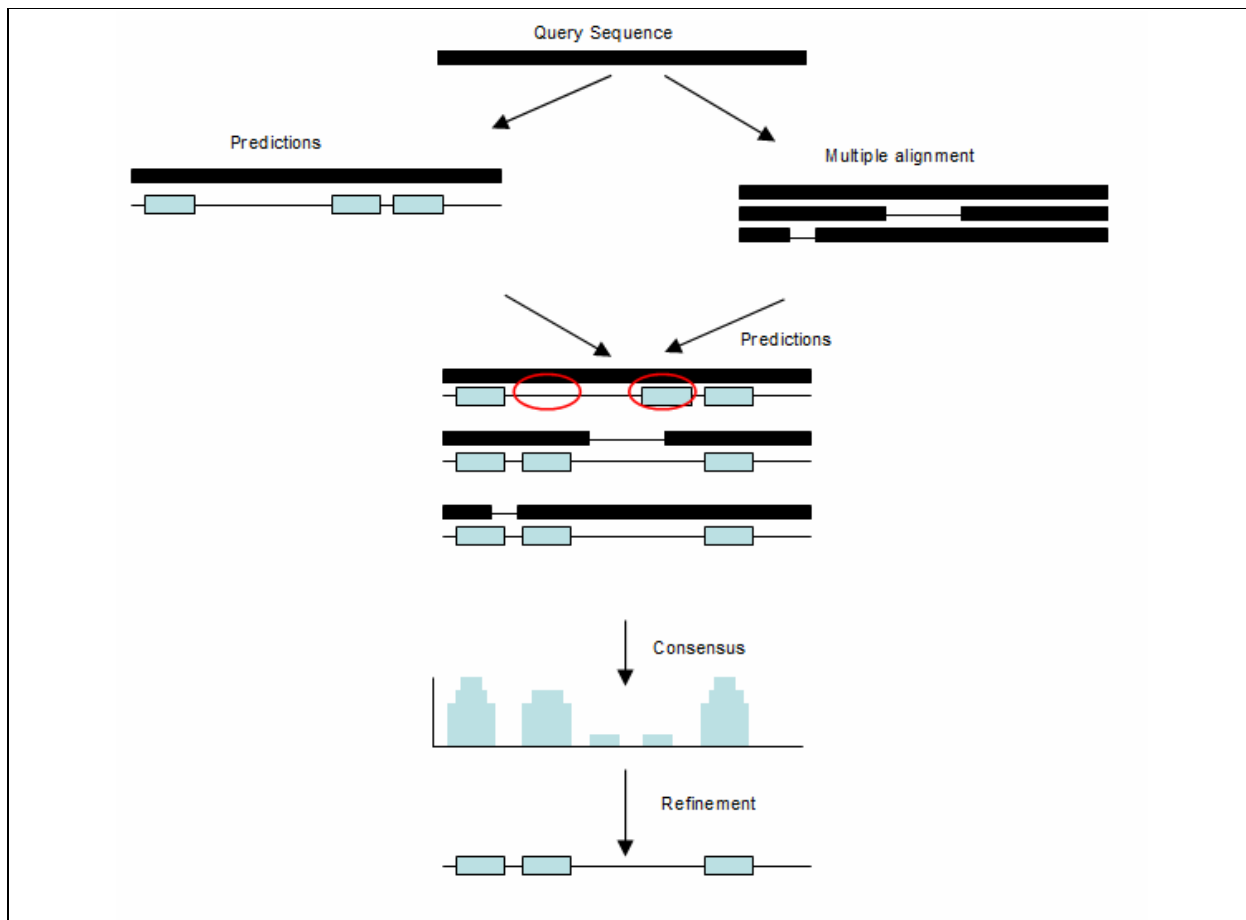 Query Sequence
Predictions
Multiple alignment
Predictions
Consensus
Refinement